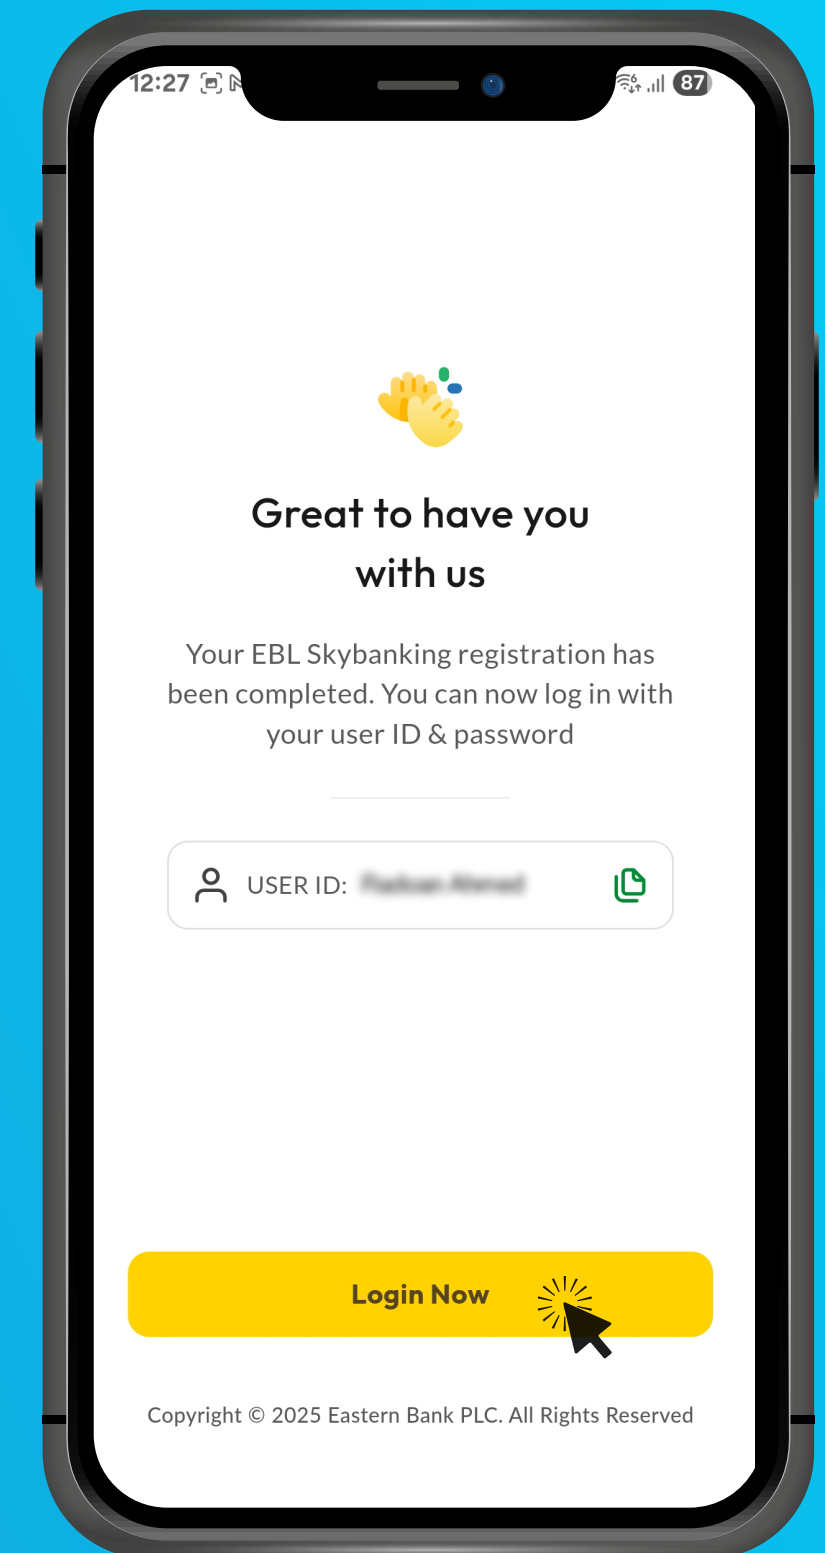 12:27
87
Great to have you
with us
Your EBL Skybanking registration has
been completed. You can now log in with
your user ID & password
USER ID:
Login Now
Copyright © 2025 Eastern Bank PLC. All Rights Reserved